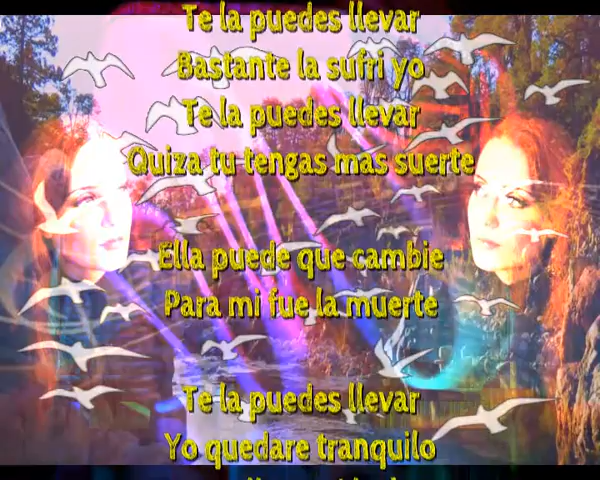 Te la puedes llevar
Bastante la sufri yo
Te la puedes llevar
Quiza tu tengas mas suerte
Ella puede que cambie
Para mi fue la muerte
Te la puedes llevar
Yo quedare tranquilo